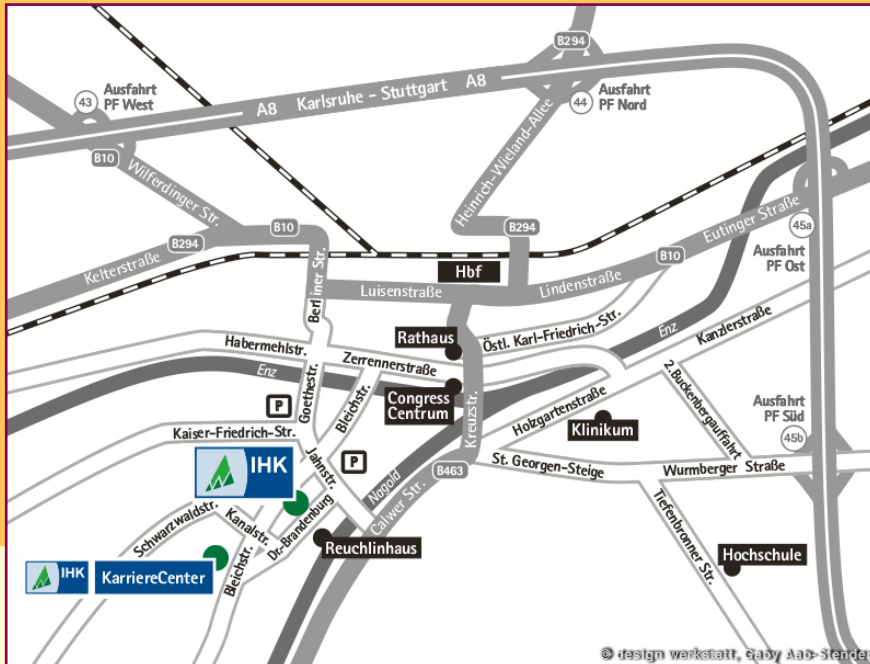 B294
43
Ausfahrt
PF West
A8 Karlsruhe - Stuttgart A8
44
Ausfahrt
PF Nord
B10
Wilferdinger Str.
Heinrich-Wieland-Allee
B294
B10
B294
Eutinger Straße
45a
Kelterstraße
Berliner Str.
Hbf
B10
Ausfahrt
PF Ost
Luisenstraße
Lindenstraße
Habermehlstr.
Rathaus
Östl. Karl-Friedrich-Str.
Enz
Kanzlerstraße
Zerrennerstraße
Enz
Goethestr.
Bleichstr.
Congress
Centrum
Kreuzstr.
Holzgartenstraße
2.Buckenbergauffahrt
P
Klinikum
Ausfahrt
PF Süd
45b
Kaiser-Friedrich-Str.
Jahnstr.
P
IHK
Nagold
B463
St. Georgen-Steige
Wurmberger Straße
Calwer Str.
Schwarzwaldstr.
Kanalstr.
Dr.-Brandenburg
Tiefenbronner Str.
Reuchlinhaus
Hochschule
IHK KarriereCenter
Bleichstr.
© design werkstatt, Gaby Aab-Stender